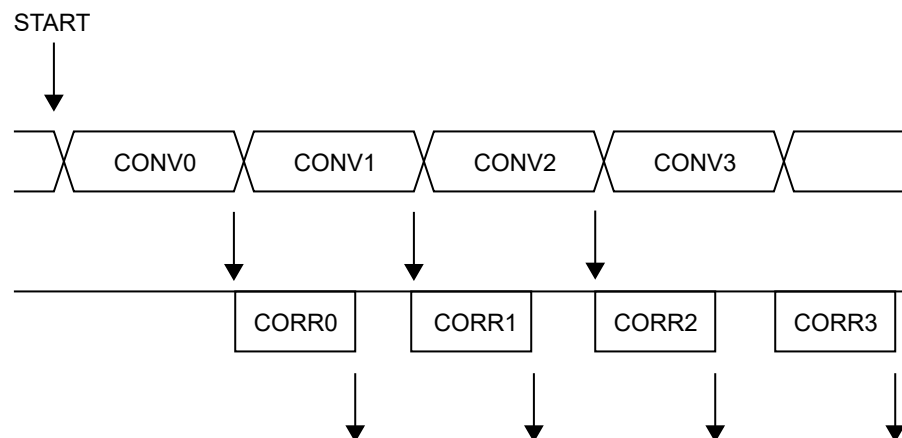 START
CONV0 CONV1 CONV2 CONV3
CORR0 CORR1 CORR2 CORR3